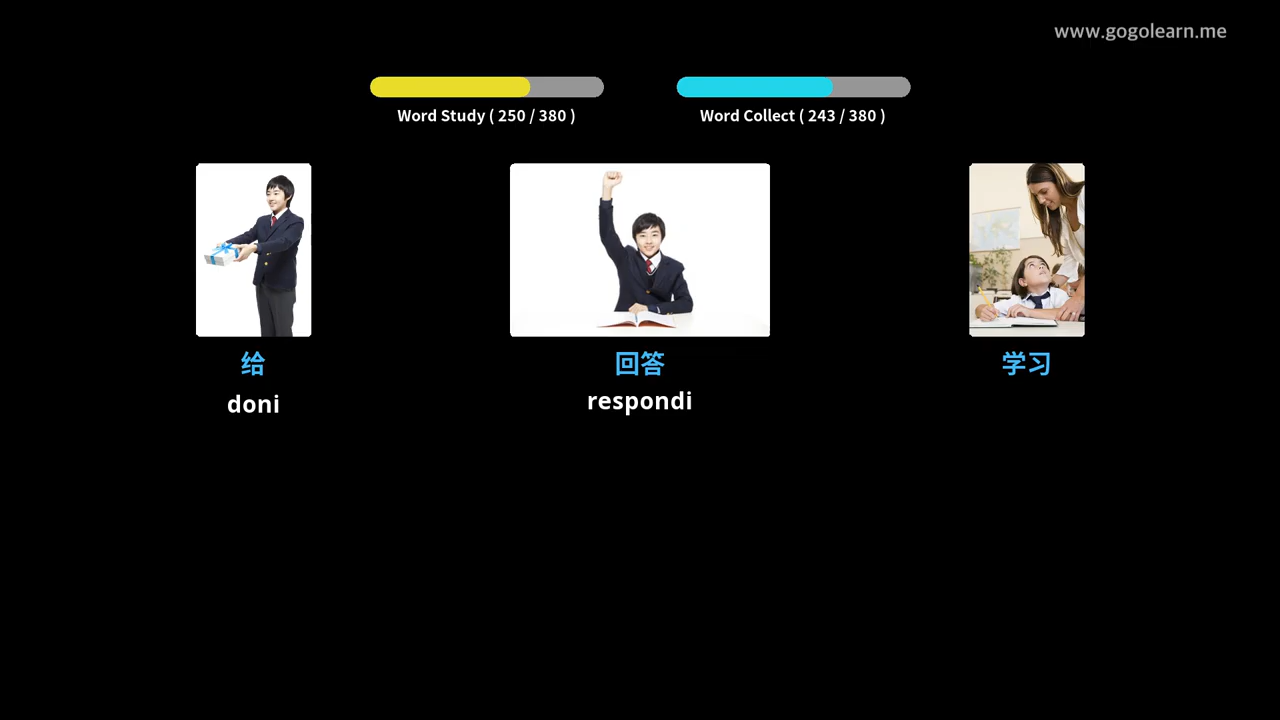 www.gogolearn.me
Word Study ( 250 / 380 )
Word Collect ( 243 / 380 )
给
doni
回答
respondi
学习